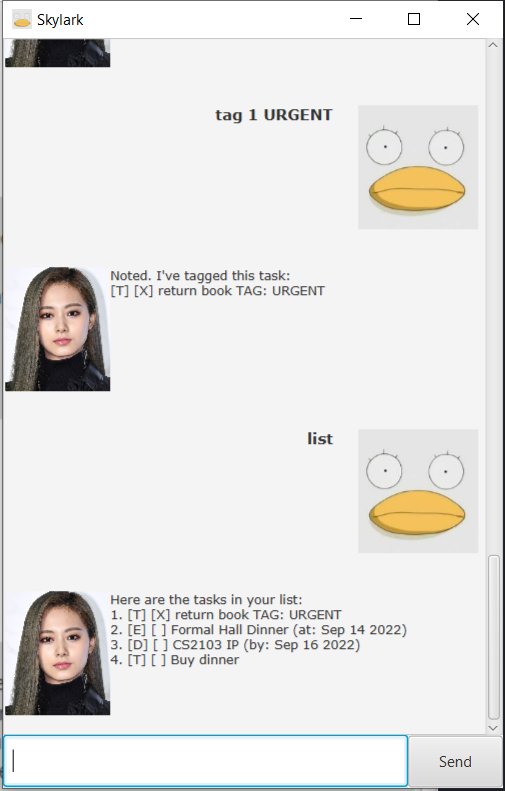 Skylark
tag 1 URGENT
Noted. I've tagged this task:
[T] [X] return book TAG: URGENT
list
Here are the tasks in your list:
1. [T] [X] return book TAG: URGENT
2. [E] [ ] Formal Hall Dinner (at: Sep 14 2022)
3. [D] [ ] CS2103 IP (by: Sep 16 2022)
4. [T] [ ] Buy dinner
Send